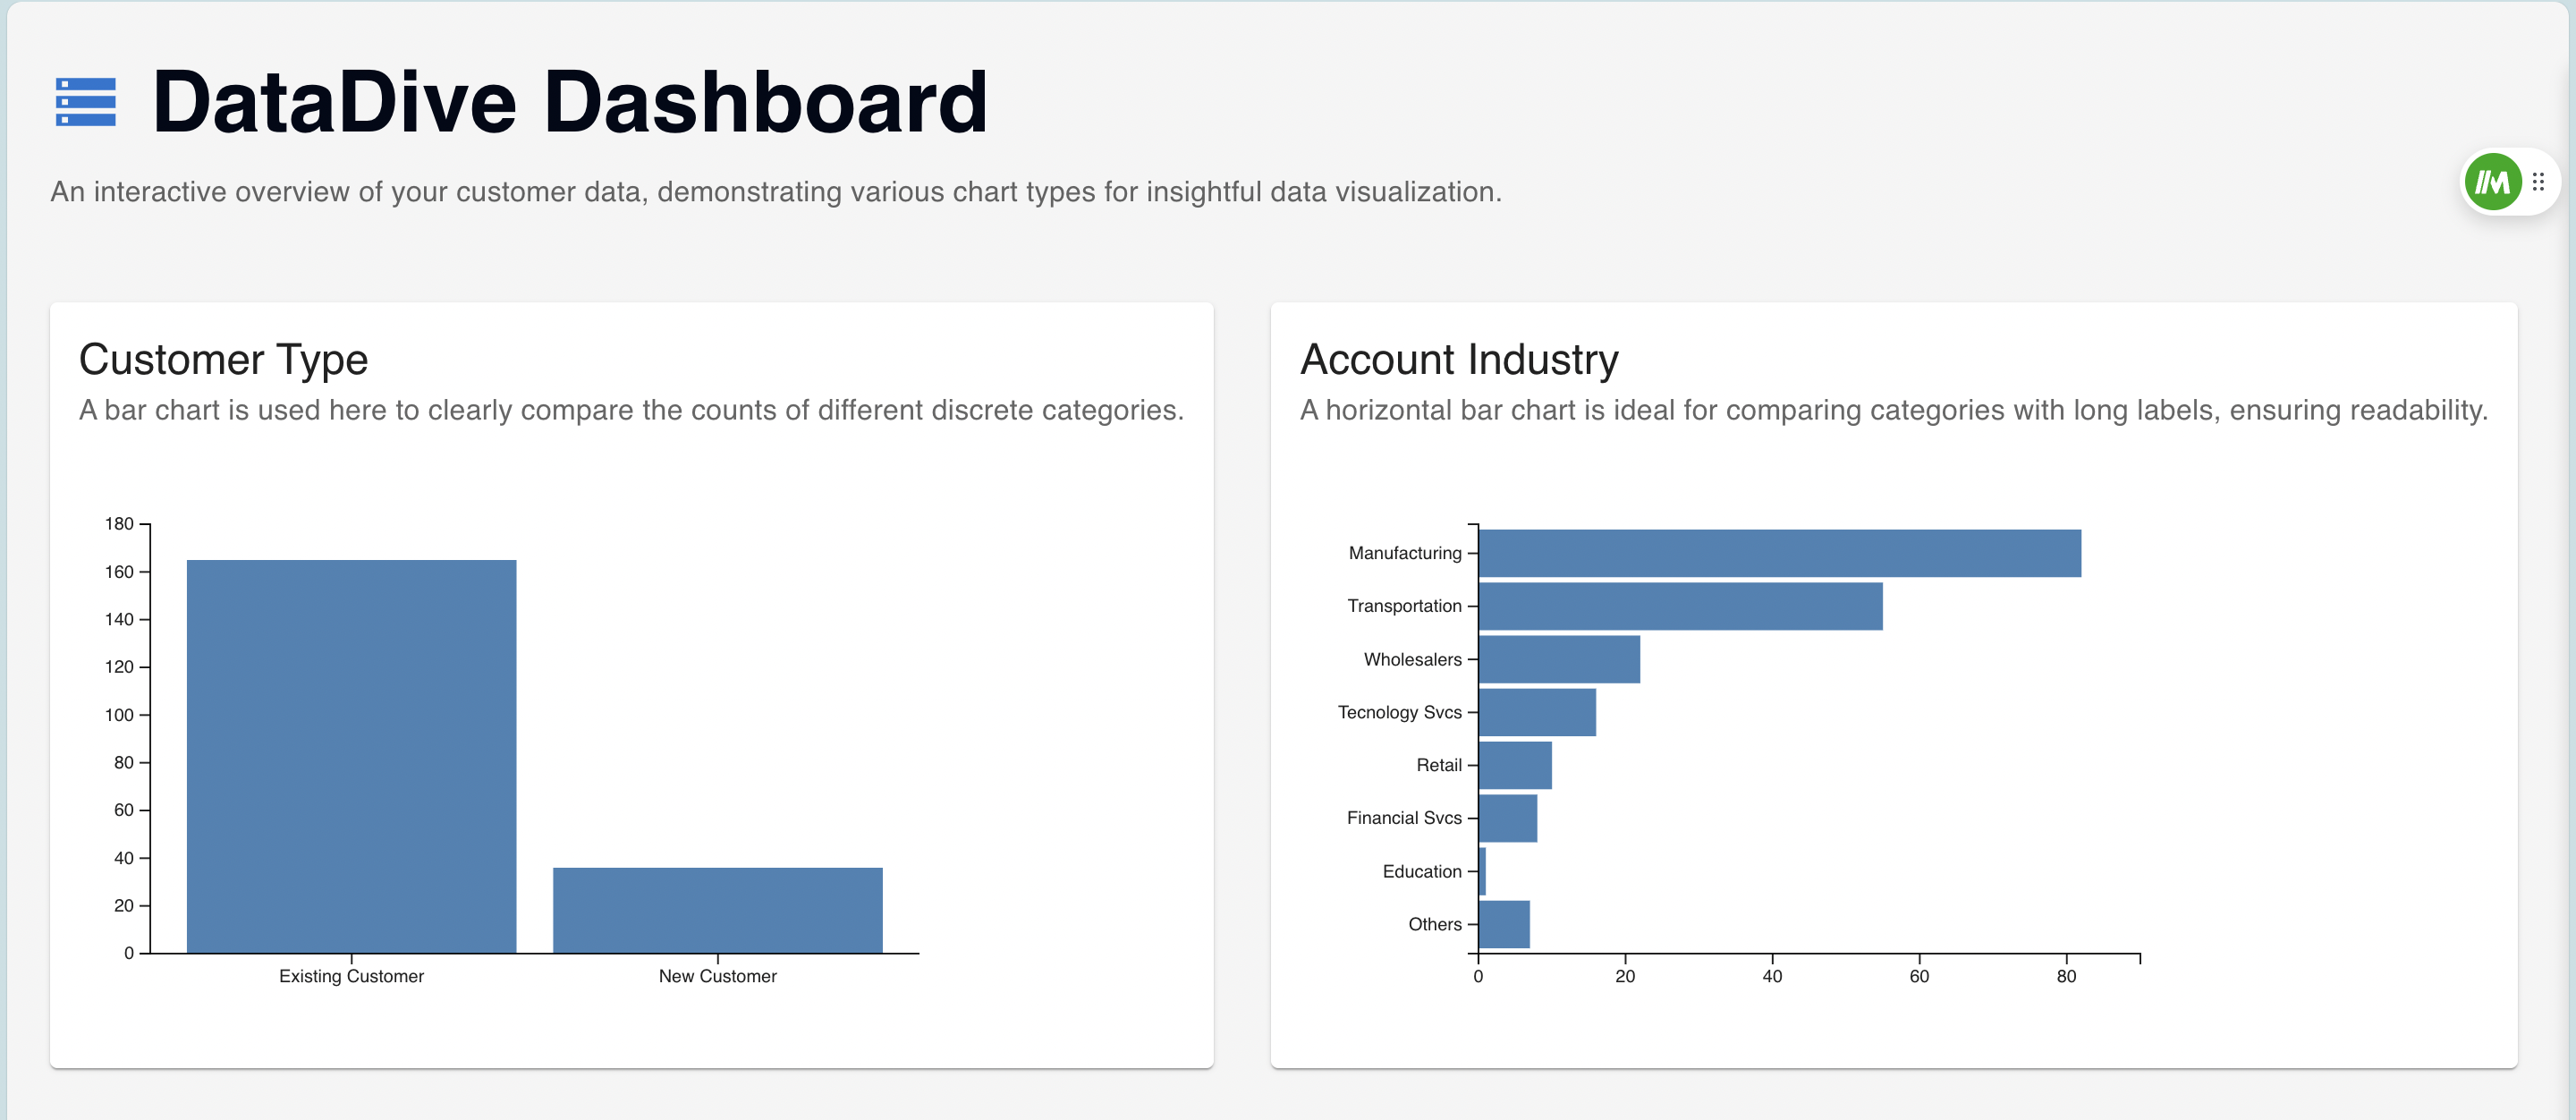 DataDive Dashboard
An interactive overview of your customer data, demonstrating various chart types for insightful data visualization.
M
Customer Type
A bar chart is used here to clearly compare the counts of different discrete categories.
180
160
140
120
100
80
60
40
20
0
Existing Customer
New Customer
Account Industry
A horizontal bar chart is ideal for comparing categories with long labels, ensuring readability.
Manufacturing
Transportation
Wholesalers
Tecnology Svcs
Retail
Financial Svcs
Education
Others
0 20 40 60 80